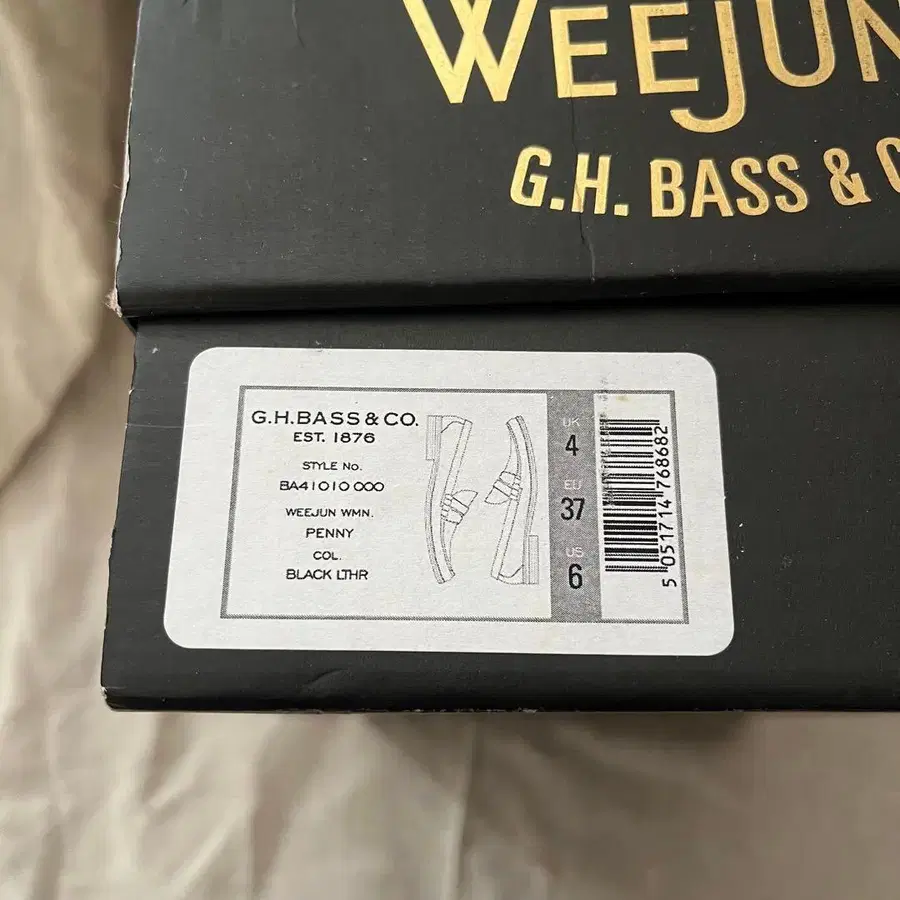 WEEJUN
G.H. BASS & C
G.H.BASS & CO.
EST. 1876
STYLE No.
BA41010 000
WEEJUN WMN.
PENNY
COL.
BLACK LTHR
UK
4
EU
37
US
6
5 051714 768682